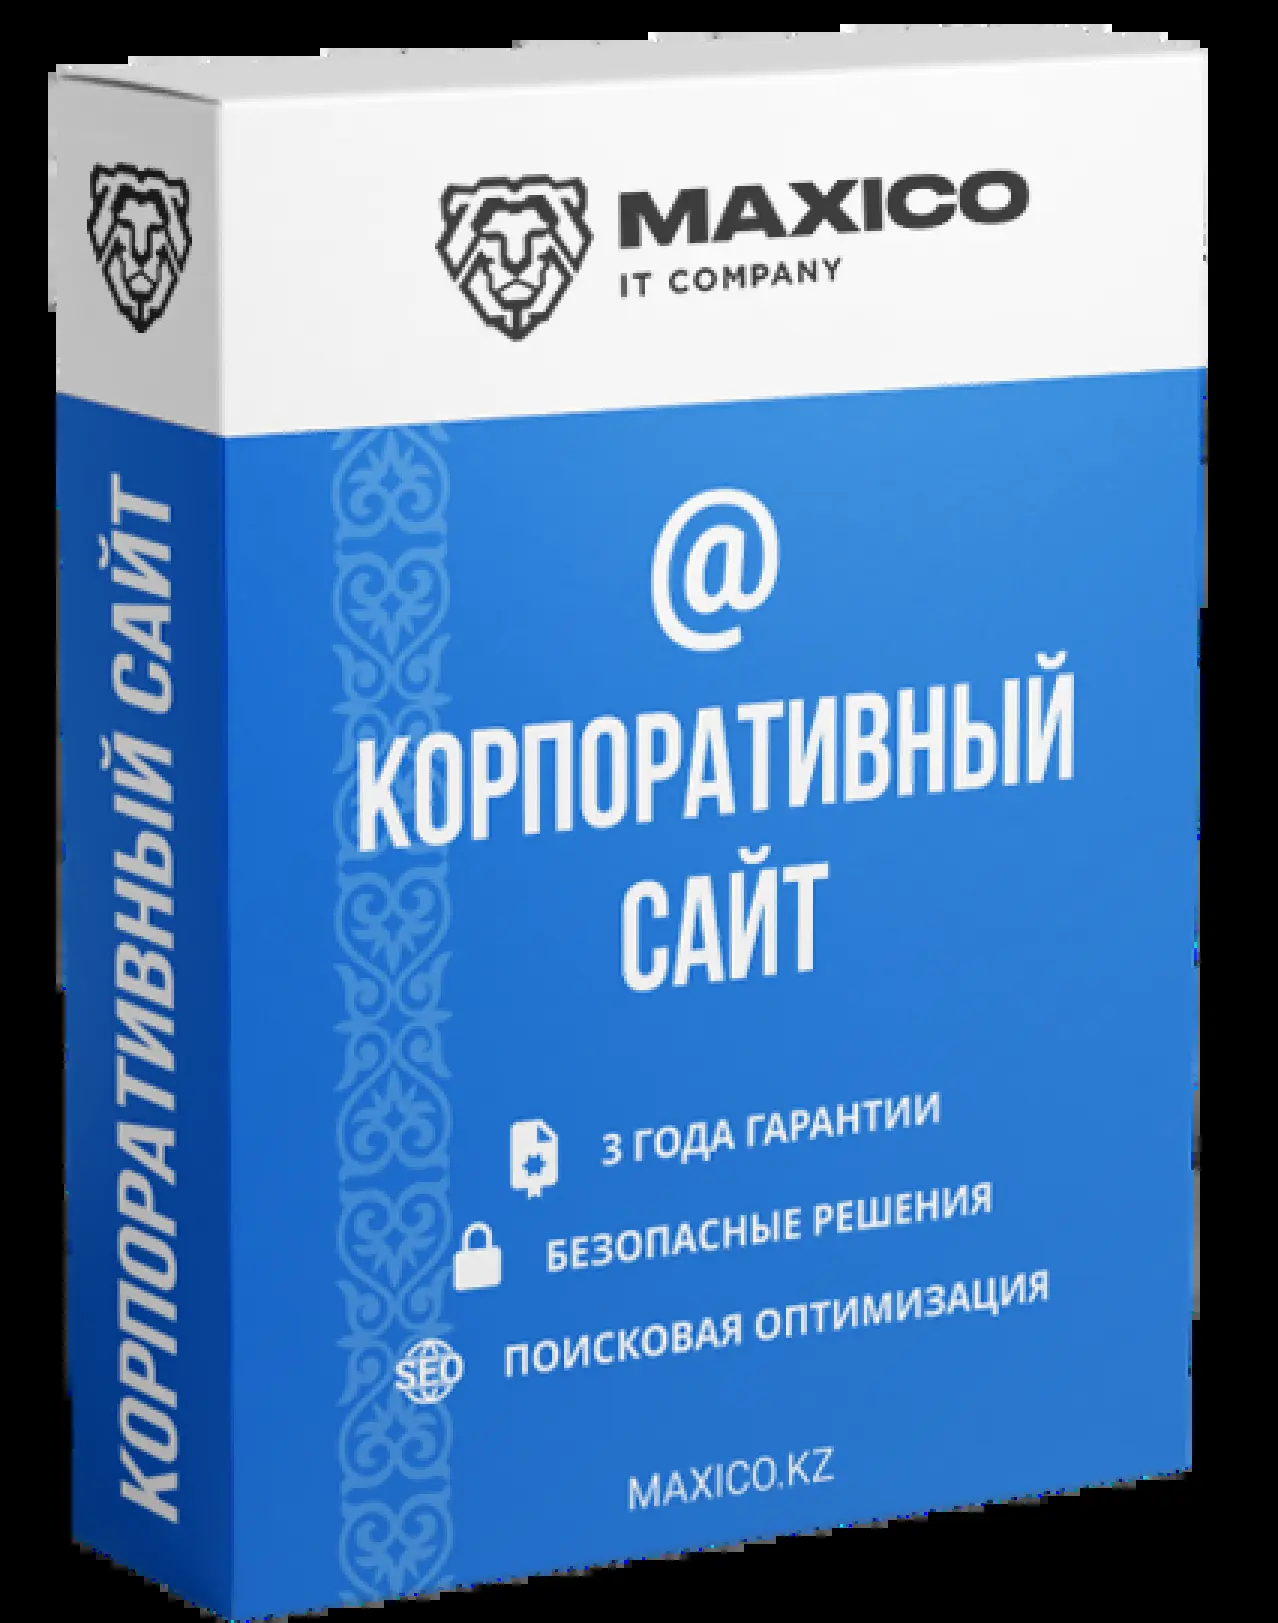 MAXICO
IT COMPANY
КОРПОРАТИВНЫЙ САЙТ
@
КОРПОРАТИВНЫЙ
САЙТ
3 ГОДА ГАРАНТИИ
БЕЗОПАСНЫЕ РЕШЕНИЯ
SEO ПОИСКОВАЯ ОПТИМИЗАЦИЯ
MAXICO.KZ